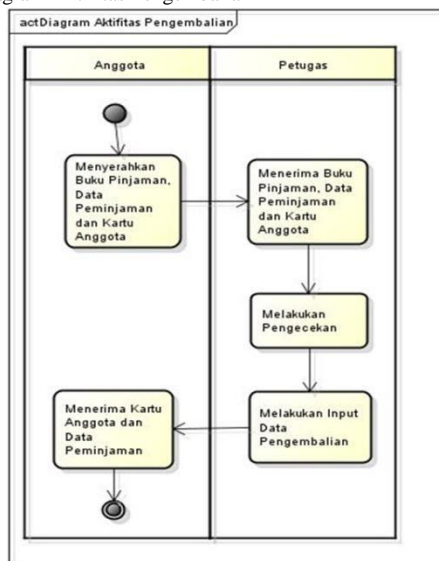 actDiagram Aktifitas Pengembalian
Anggota
Petugas
Menyerahkan
Buku Pinjaman,
Data
Peminjaman
dan Kartu
Anggota
Menerima Buku
Pinjaman, Data
Peminjaman
dan Kartu
Anggota
Melakukan
Pengecekan
Melakukan Input
Data
Pengembalian
Menerima Kartu
Anggota dan
Data
Peminjaman